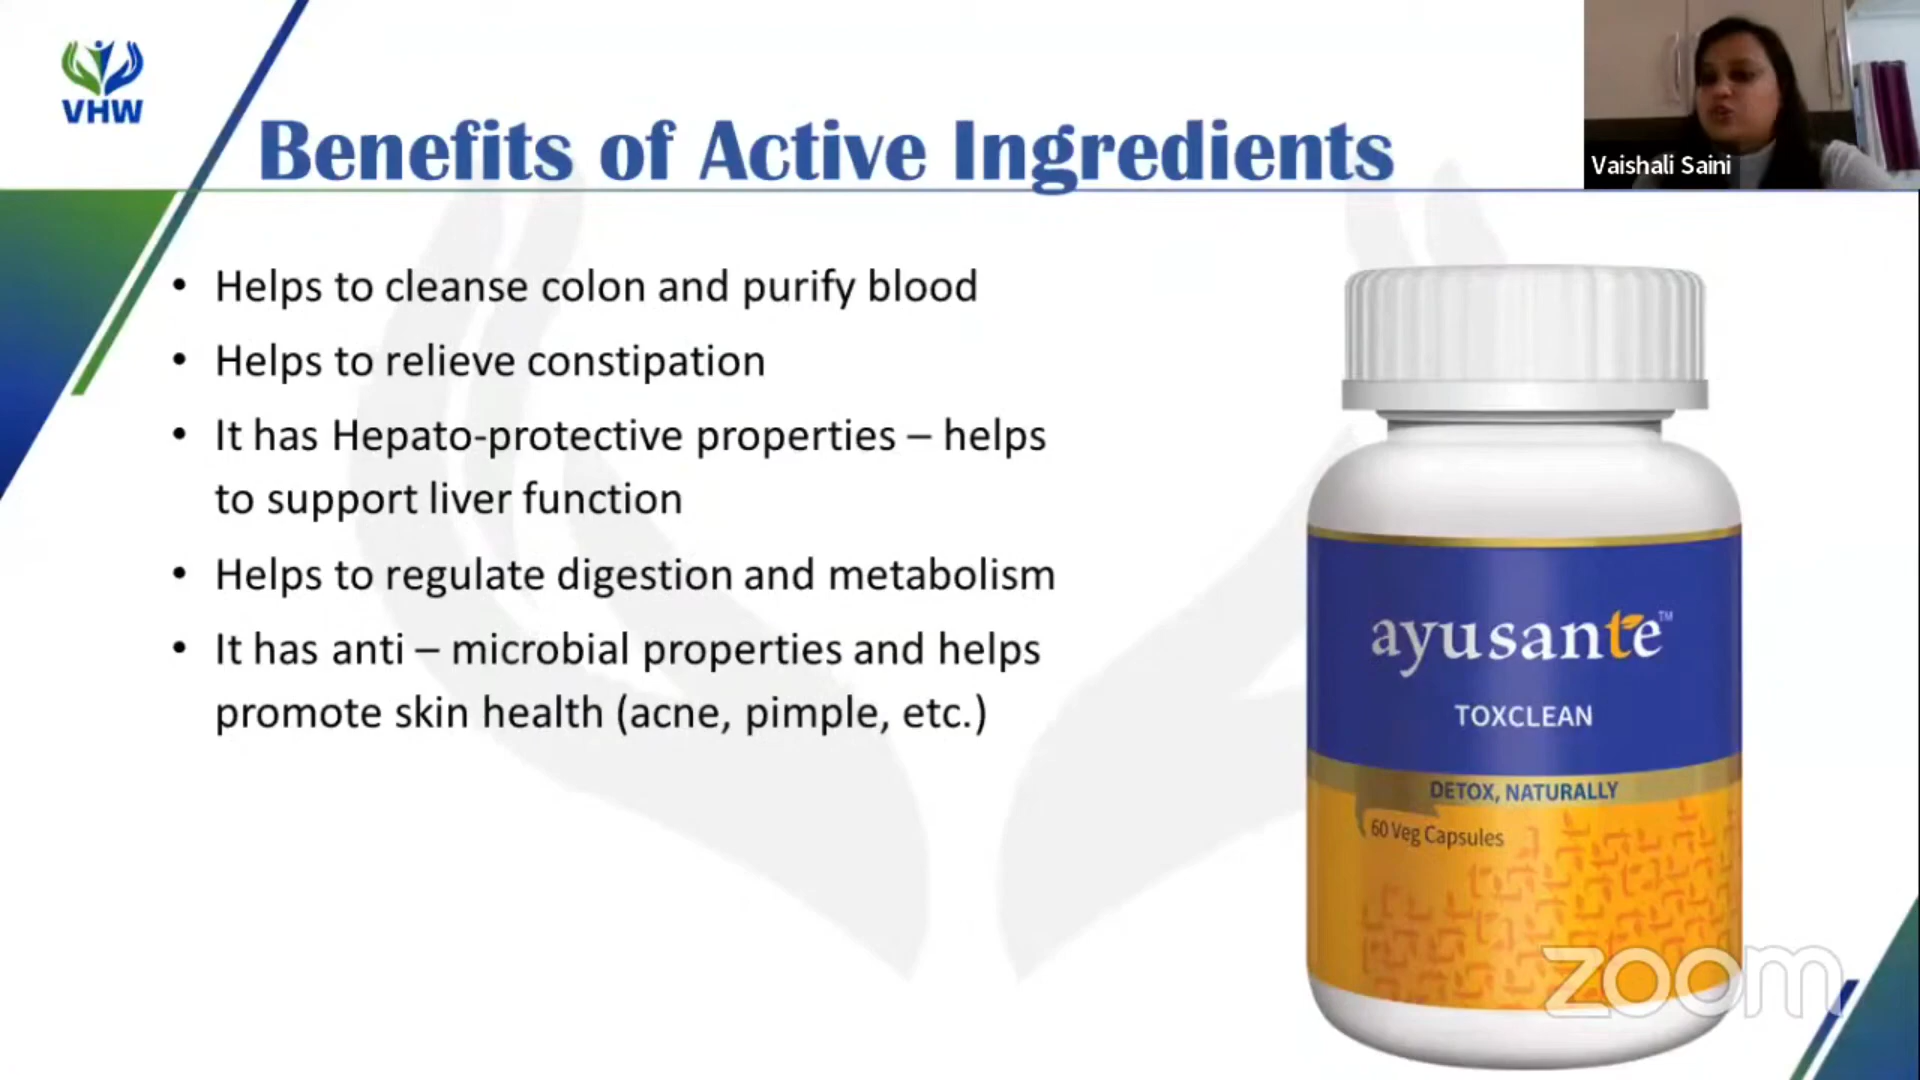 VHW
Benefits of Active Ingredients
Vaishali Saini
• Helps to cleanse colon and purify blood
• Helps to relieve constipation
• It has Hepato-protective properties – helps
to support liver function
• Helps to regulate digestion and metabolism
• It has anti – microbial properties and helps
promote skin health (acne, pimple, etc.)
ayusante™
TOXCLEAN
DETOX, NATURALLY
60 Veg Capsules
zoom